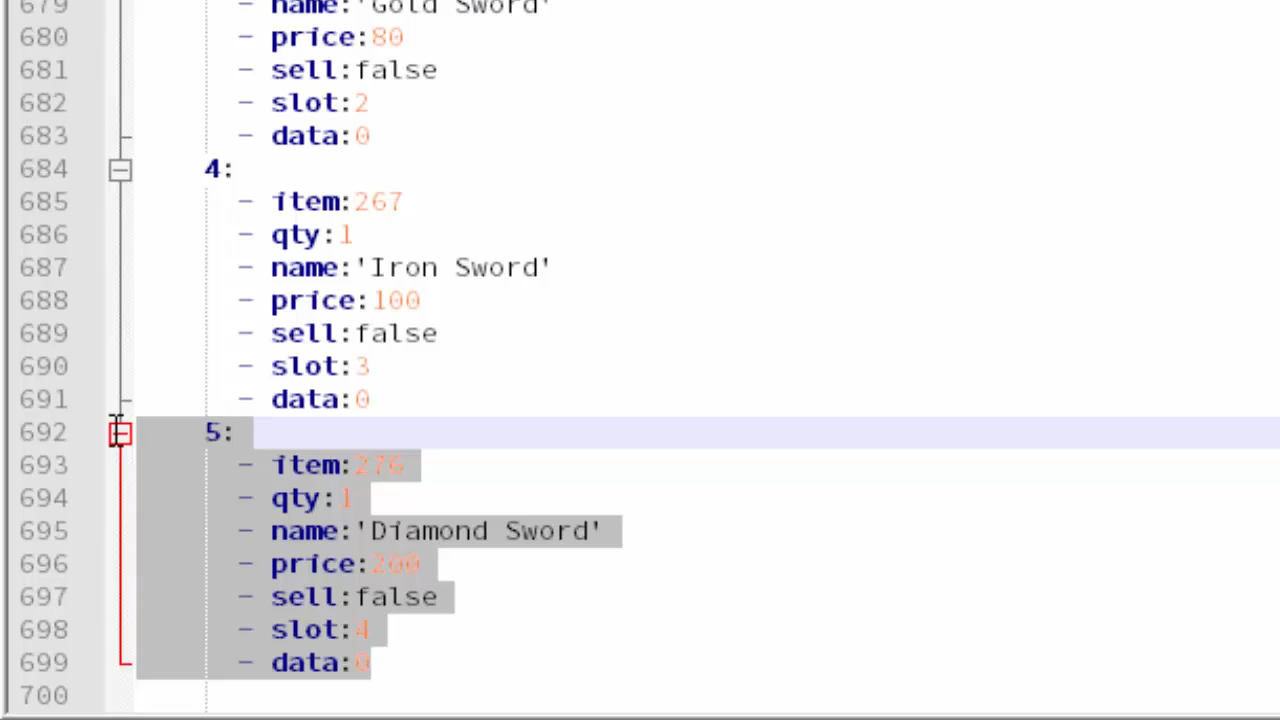 679 - name:'Gold Sword'
680 - price:80
681 - sell:false
682 - slot:2
683 - data:0
684 4:
685 - item:267
686 - qty:1
687 - name:'Iron Sword'
688 - price:100
689 - sell:false
690 - slot:3
691 - data:0
692 5:
693 - item:276
694 - qty:1
695 - name:'Diamond Sword'
696 - price:200
697 - sell:false
698 - slot:4
699 - data:0
700